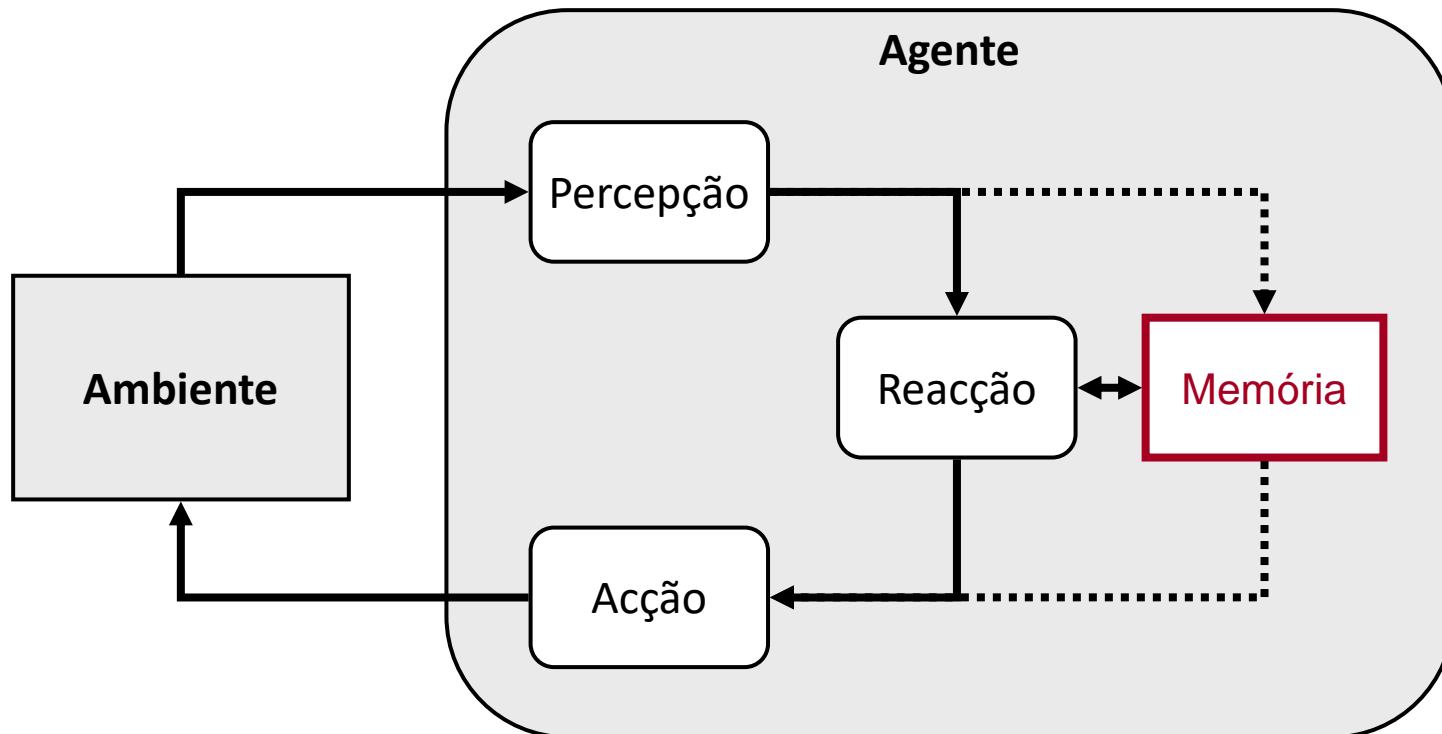 Agente
Percepção
Ambiente
Reacção
Memória
Acção